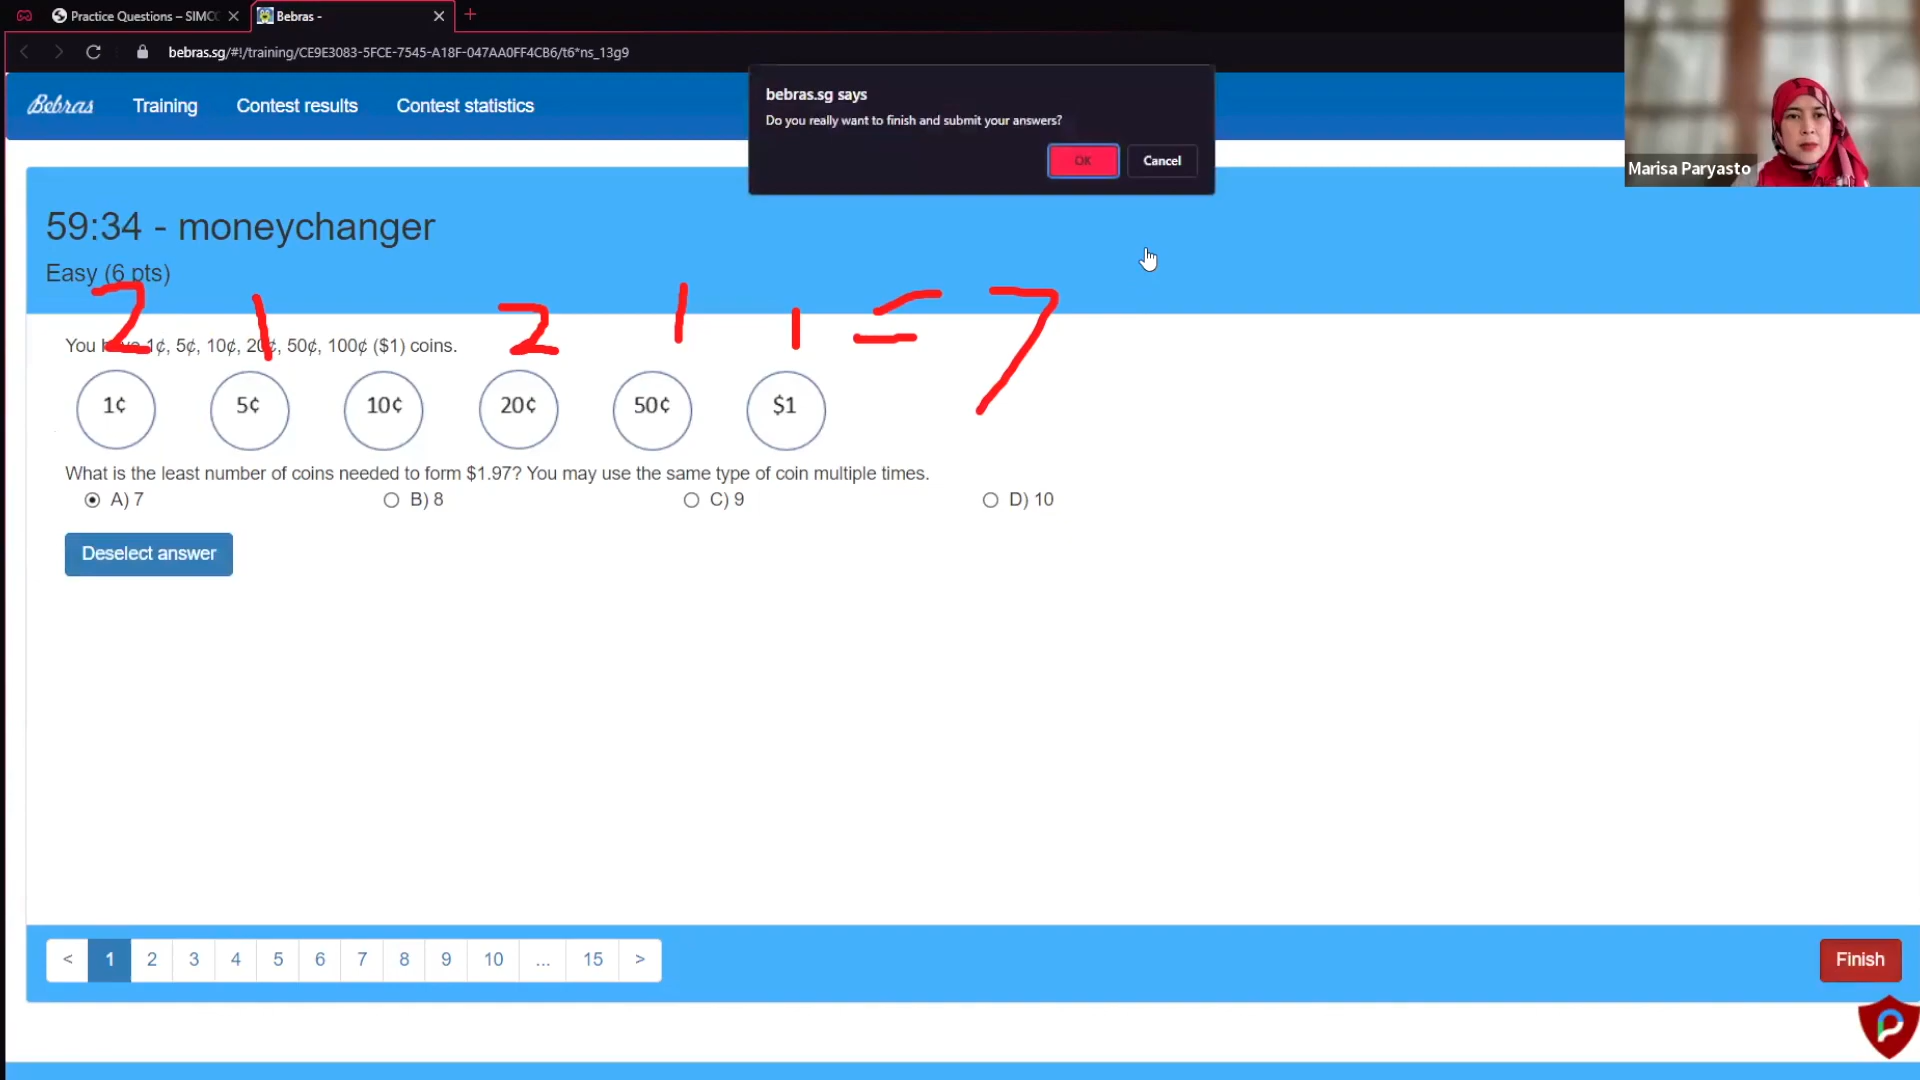 Practice Questions – SIMCC
Bebras -
bebras.sg/#!/training/CE9E3083-5FCE-7545-A18F-047AA0FF4CB6/t6*ns_13g9
Bebras Training Contest results Contest statistics
bebras.sg says
Do you really want to finish and submit your answers?
OK Cancel
Marisa Paryasto
59:34 - moneychanger
Easy (6 pts)
2 1 2 1 1 = 7
You have 1¢, 5¢, 10¢, 20¢, 50¢, 100¢ ($1) coins.
1¢ 5¢ 10¢ 20¢ 50¢ $1
What is the least number of coins needed to form $1.97? You may use the same type of coin multiple times.
A) 7 B) 8 C) 9 D) 10
Deselect answer
< 1 2 3 4 5 6 7 8 9 10 ... 15 >
Finish